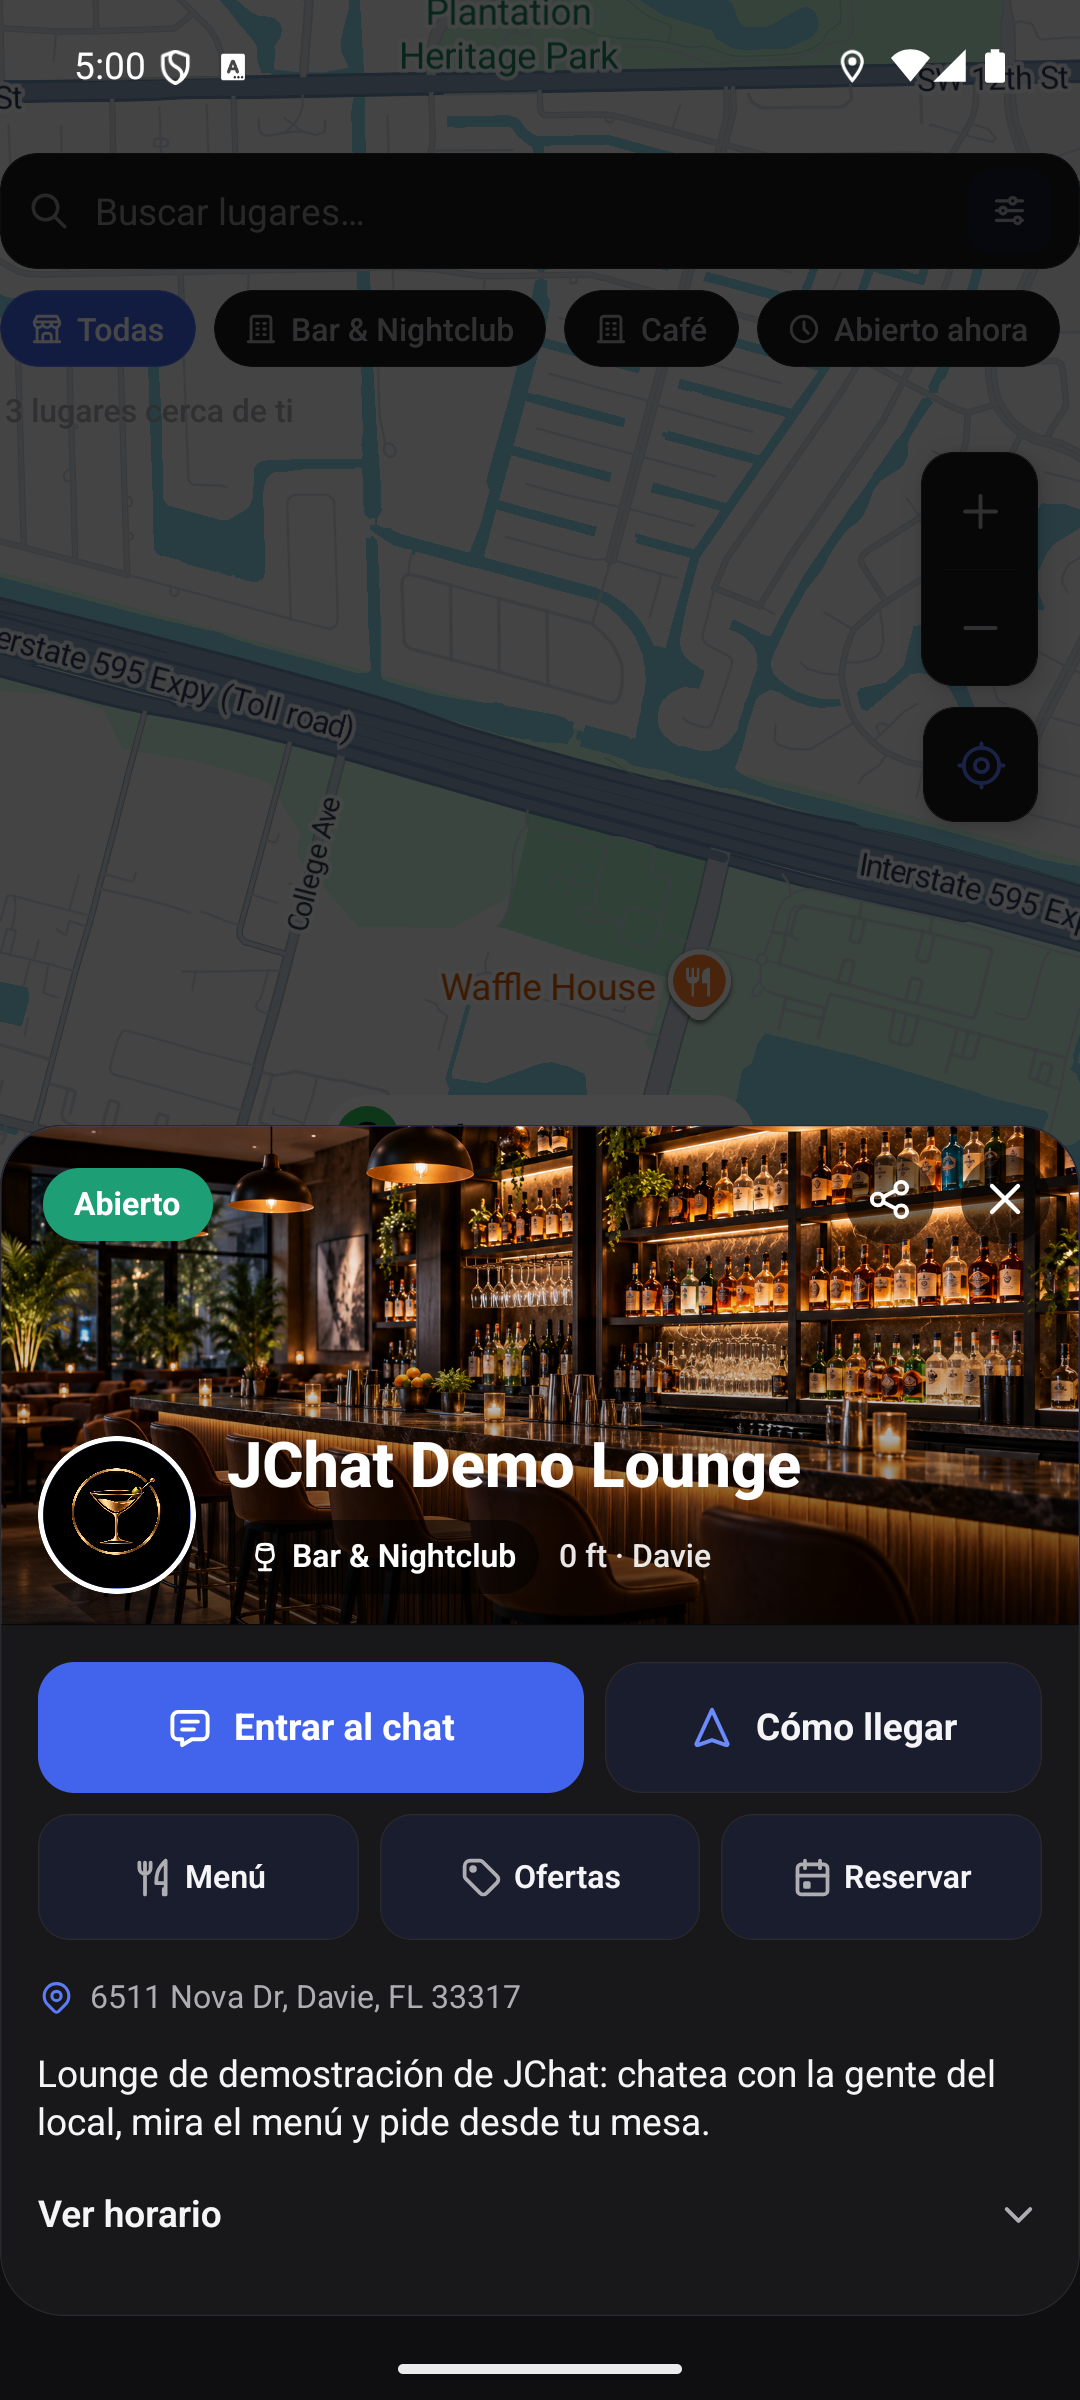 Plantation
Heritage Park
5:00
SW 12th St
St
Buscar lugares...
Todas
Bar & Nightclub
Café
Abierto ahora
3 lugares cerca de ti
erstate 595 Expy (Toll road)
College Ave
Interstate 595 Exp
Waffle House
Abierto
JChat Demo Lounge
Bar & Nightclub
0 ft · Davie
Entrar al chat
Cómo llegar
Menú
Ofertas
Reservar
6511 Nova Dr, Davie, FL 33317
Lounge de demostración de JChat: chatea con la gente del
local, mira el menú y pide desde tu mesa.
Ver horario